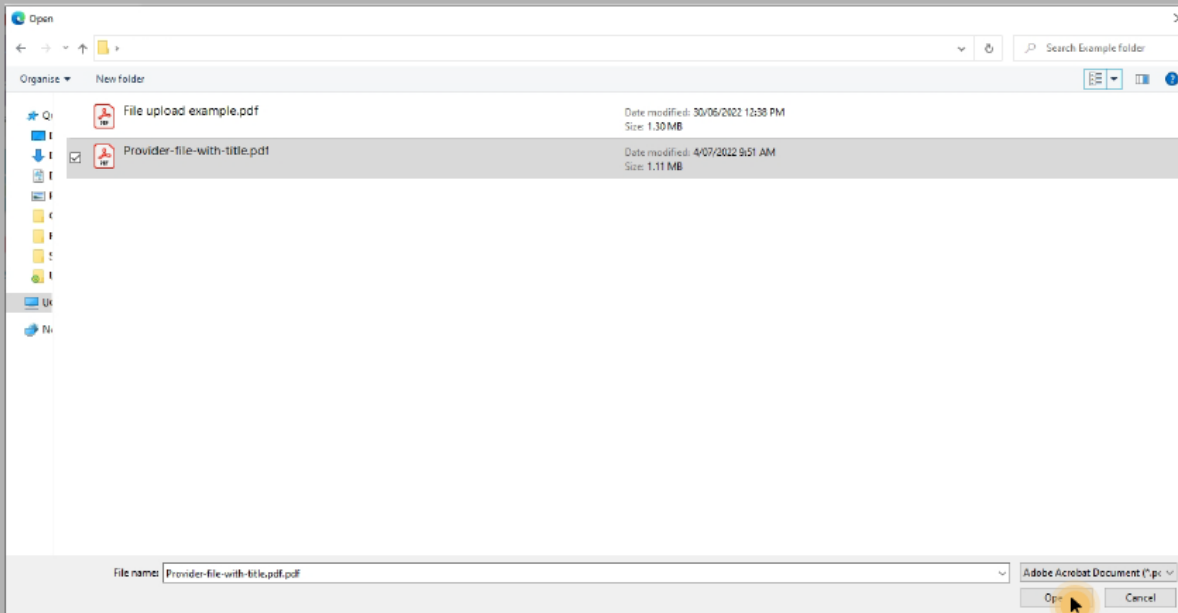 Open
Search Example folder
Organise
New folder
File upload example.pdf
Date modified: 30/06/2022 12:38 PM
Size: 1.30 MB
Provider-file-with-title.pdf
Date modified: 4/07/2022 9:51 AM
Size: 1.11 MB
File name: Provider-file-with-title.pdf.pdf
Adobe Acrobat Document (*.pc
Cancel